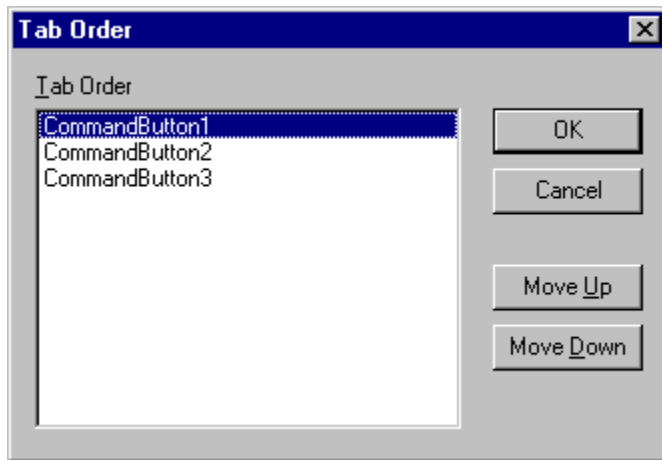 Tab Order
Tab Order
CommandButton1
CommandButton2
CommandButton3
OK
Cancel
Move Up
Move Down